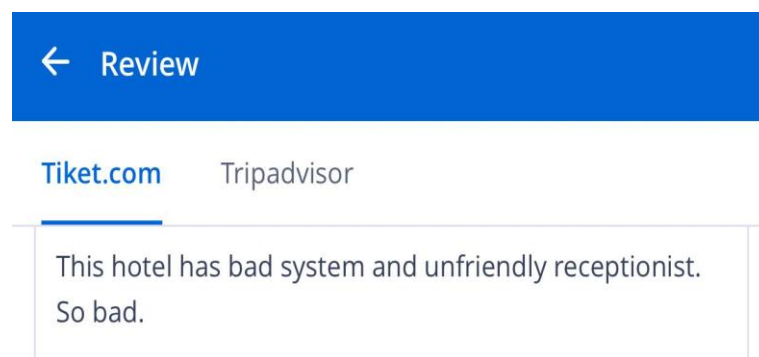 Review
Tiket.com Tripadvisor
This hotel has bad system and unfriendly receptionist.
So bad.